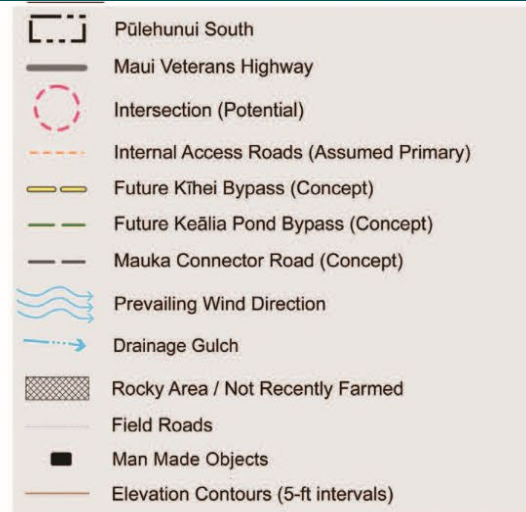 Pūlehunui South
Maui Veterans Highway
Intersection (Potential)
Internal Access Roads (Assumed Primary)
Future Kīhei Bypass (Concept)
Future Keālia Pond Bypass (Concept)
Mauka Connector Road (Concept)
Prevailing Wind Direction
Drainage Gulch
Rocky Area / Not Recently Farmed
Field Roads
Man Made Objects
Elevation Contours (5-ft intervals)